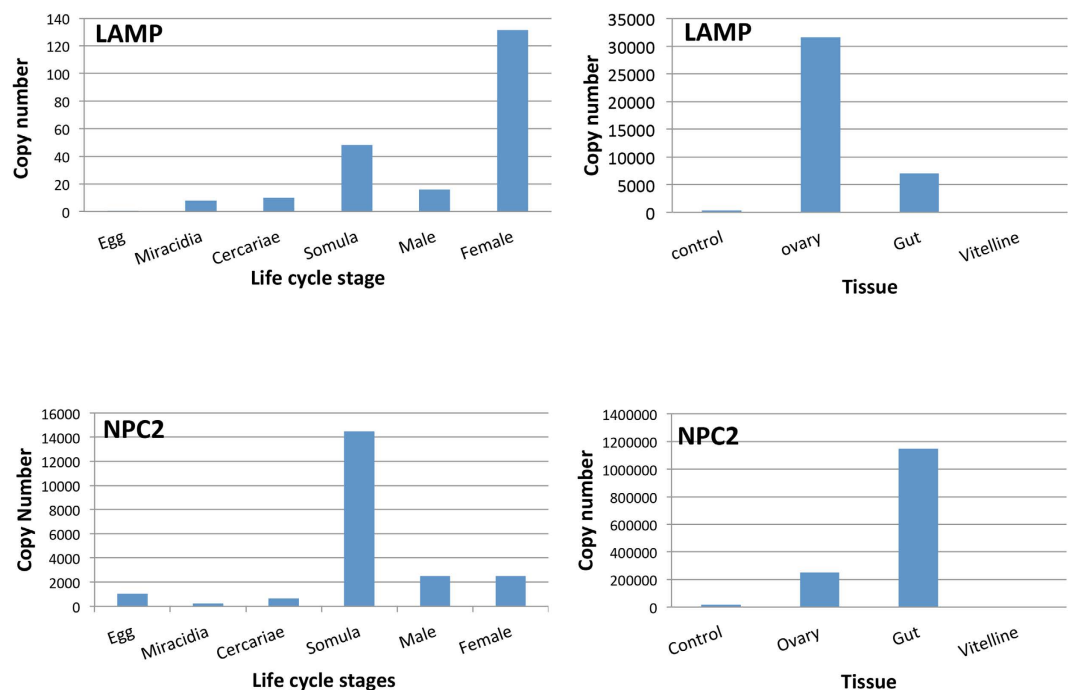 LAMP
Copy number
140
120
100
80
60
40
20
0
Egg
Miracidia
Cercariae
Somula
Male
Female
Life cycle stage
LAMP
Copy number
35000
30000
25000
20000
15000
10000
5000
0
control
ovary
Gut
Vitelline
Tissue
NPC2
Copy Number
16000
14000
12000
10000
8000
6000
4000
2000
0
Egg
Miracidia
Cercariae
Somula
Male
Female
Life cycle stages
NPC2
Copy number
1400000
1200000
1000000
800000
600000
400000
200000
0
Control
Ovary
Gut
Vitelline
Tissue